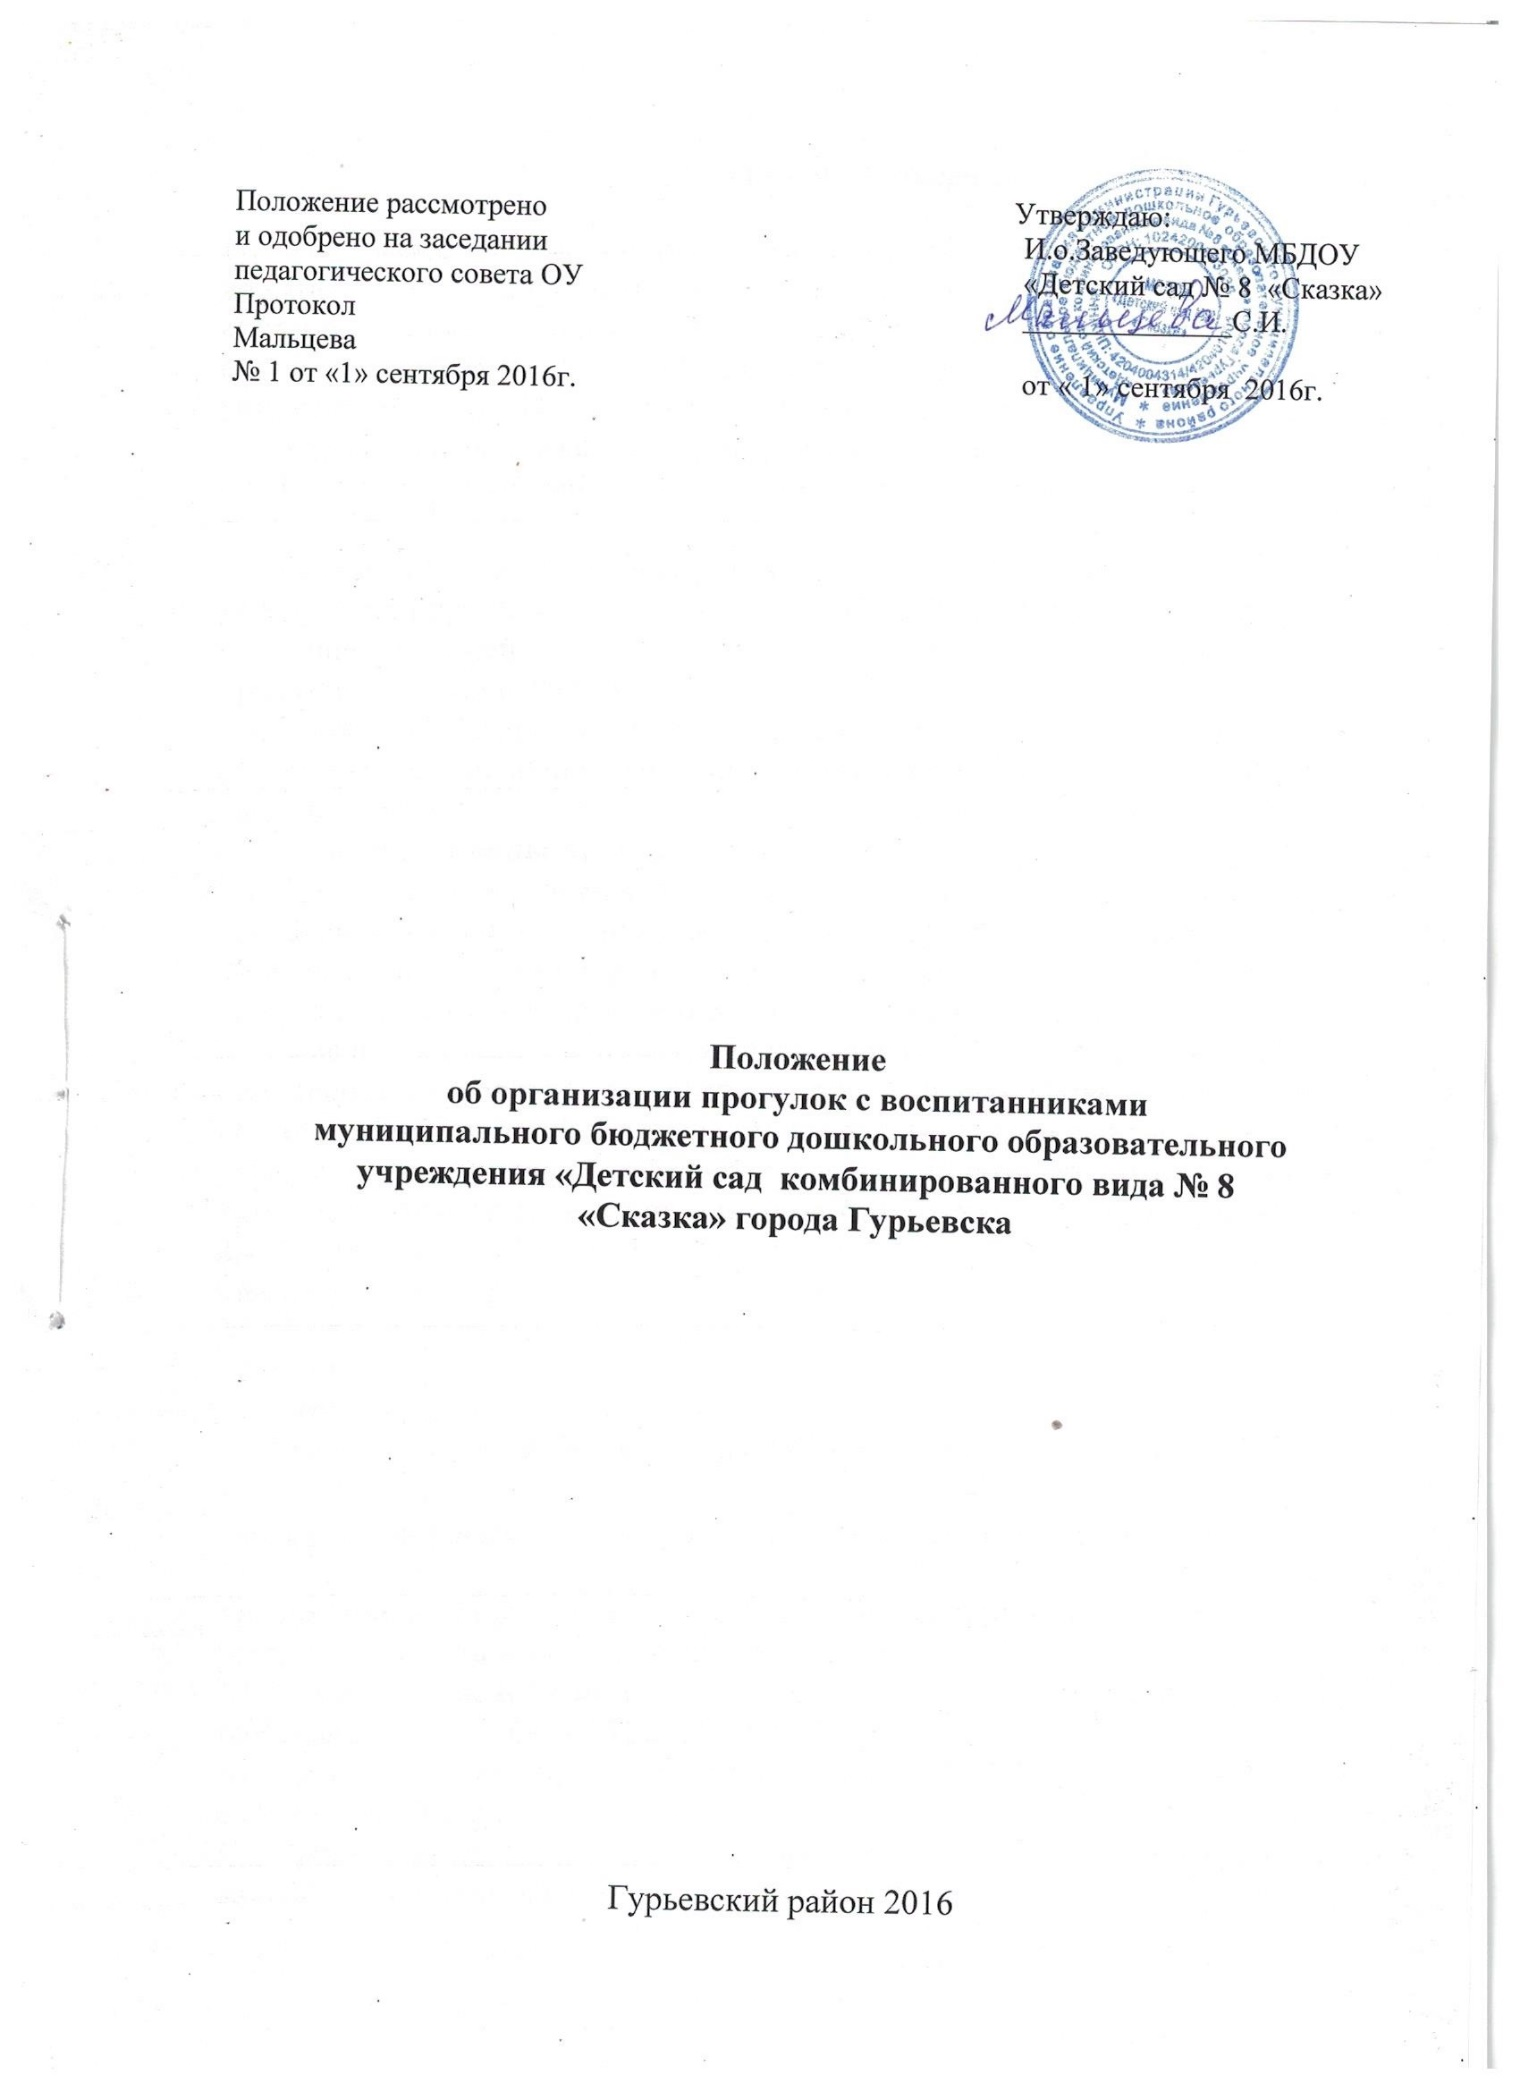 Положение рассмотрено
и одобрено на заседании
педагогического совета ОУ
Протокол
Мальцева
№ 1 от «1» сентября 2016г.
Утверждаю:
И.о.Заведующего МБДОУ
«Детский сад № 8 «Сказка»
Мальцева С.И.
от « 1» сентября 2016г.
Положение
об организации прогулок с воспитанниками
муниципального бюджетного дошкольного образовательного
учреждения «Детский сад комбинированного вида № 8
«Сказка» города Гурьевска
Гурьевский район 2016